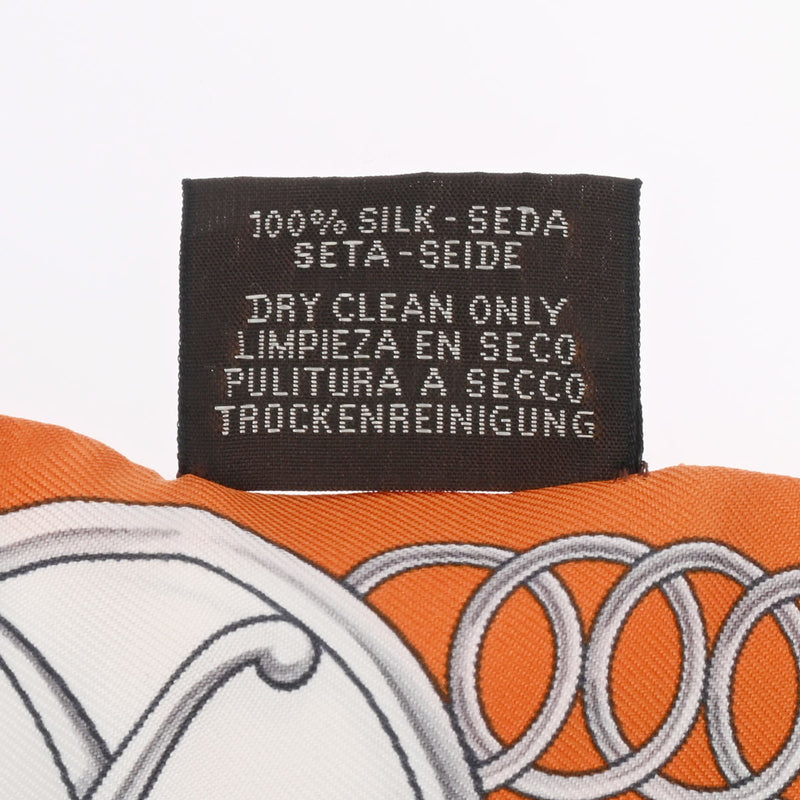 100% SILK - SEDA
SETA - SEIDE
DRY CLEAN ONLY
LIMPIEZA EN SECO
PULITURA A SECCO
TROCKENREINIGUNG